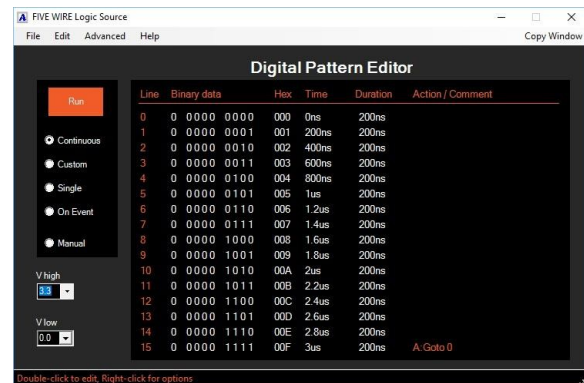 A FIVE WIRE Logic Source
File Edit Advanced Help Copy Window
Digital Pattern Editor
Run
Continuous
Custom
Single
On Event
Manual
V high
3.3
V low
0.0
Line Binary data Hex Time Duration Action / Comment
0 0 0000 0000 000 0ns 200ns
1 0 0000 0001 001 200ns 200ns
2 0 0000 0010 002 400ns 200ns
3 0 0000 0011 003 600ns 200ns
4 0 0000 0100 004 800ns 200ns
5 0 0000 0101 005 1us 200ns
6 0 0000 0110 006 1.2us 200ns
7 0 0000 0111 007 1.4us 200ns
8 0 0000 1000 008 1.6us 200ns
9 0 0000 1001 009 1.8us 200ns
10 0 0000 1010 00A 2us 200ns
11 0 0000 1011 00B 2.2us 200ns
12 0 0000 1100 00C 2.4us 200ns
13 0 0000 1101 00D 2.6us 200ns
14 0 0000 1110 00E 2.8us 200ns
15 0 0000 1111 00F 3us 200ns A:Goto 0
Double-click to edit, Right-click for options